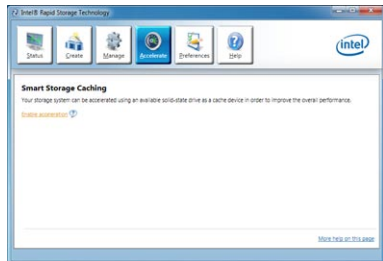 Intel® Rapid Storage Technology
Status
Create
Manage
Accelerate
Preferences
Help
intel
Smart Storage Caching
Your storage system can be accelerated using an available solid-state drive as a cache device in order to improve the overall performance.
Enable acceleration
More help on this page